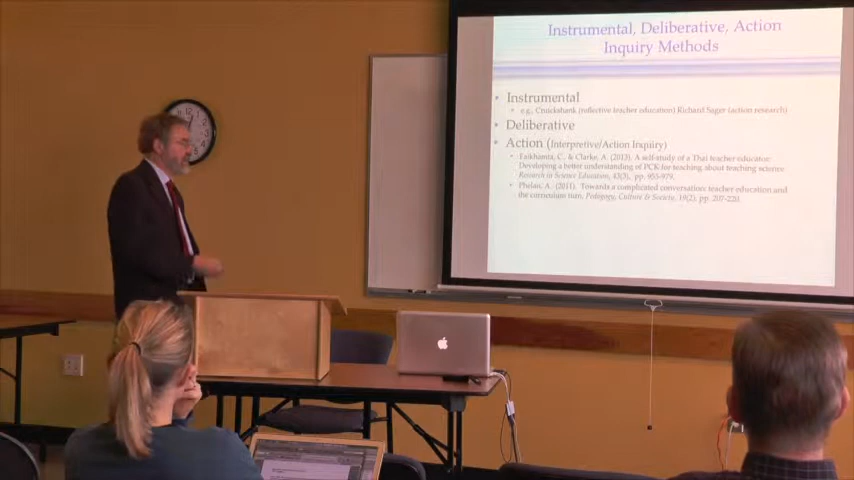 Instrumental, Deliberative, Action
Inquiry Methods
Instrumental
e.g., Cruickshank (reflective teacher education) Richard Sagor (action research)
Deliberative
Action (Interpretive/Action Inquiry)
& Clarke, A. (2013). A self-study of a Thai teacher educator:
Developing a better understanding of PCK for teaching about teaching science.
Research in Science Education, 43(3), pp. 955-979.
Phelan, A. (2011). Towards a complicated conversation: teacher education and
the curriculum turn. Pedagogy, Culture & Society, 19(2), pp. 207-220.